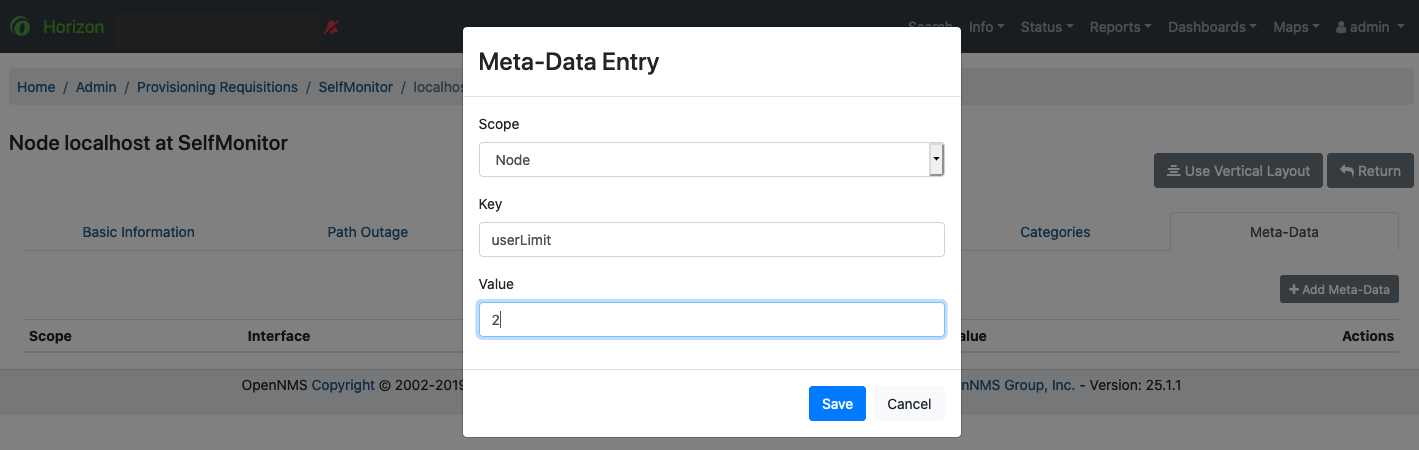 Horizon
Search Info Status Reports Dashboards Maps admin
Meta-Data Entry
Home / Admin / Provisioning Requisitions / SelfMonitor / localhos
Scope
Node localhost at SelfMonitor
Node
Use Vertical Layout Return
Key
userLimit
Basic Information Path Outage Categories Meta-Data
Value
+ Add Meta-Data
2
Scope Interface alue Actions
OpenNMS Copyright © 2002-2019 nNMS Group, Inc. - Version: 25.1.1
Save Cancel